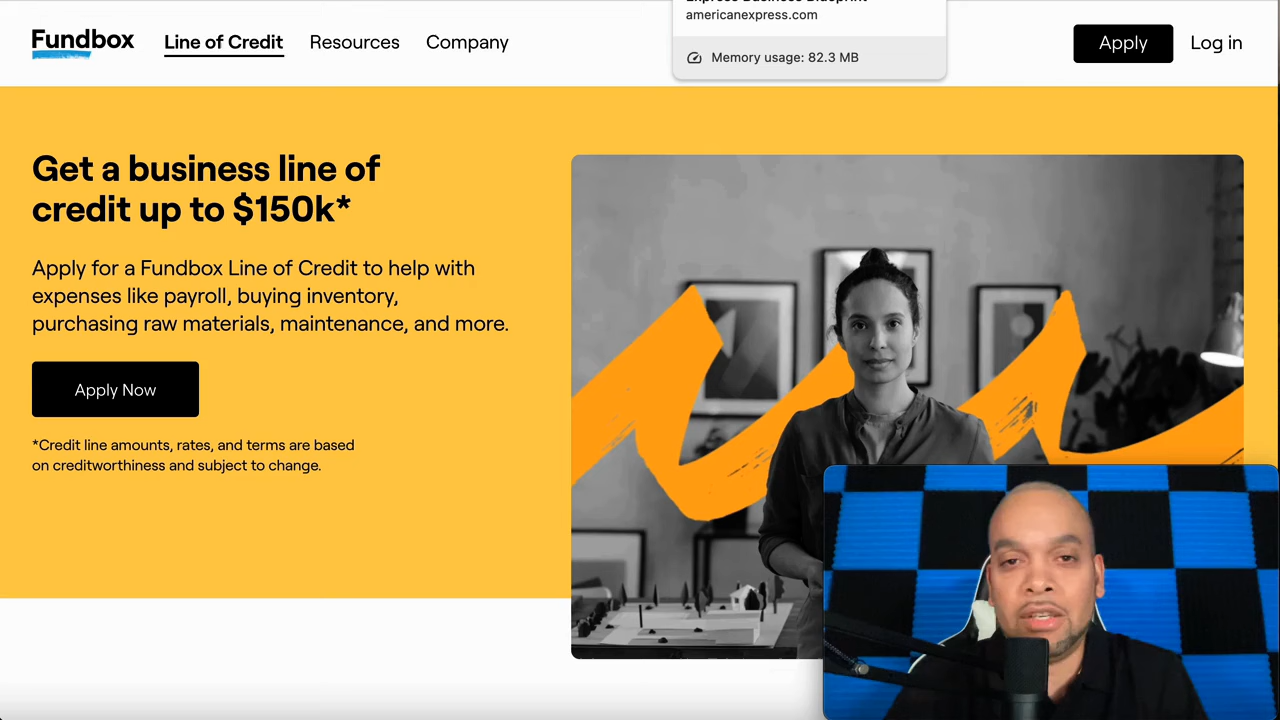 Express Business Blueprint
americanexpress.com
Memory usage: 82.3 MB
Fundbox
Line of Credit
Resources
Company
Apply
Log in
Get a business line of
credit up to $150k*
Apply for a Fundbox Line of Credit to help with
expenses like payroll, buying inventory,
purchasing raw materials, maintenance, and more.
Apply Now
*Credit line amounts, rates, and terms are based
on creditworthiness and subject to change.